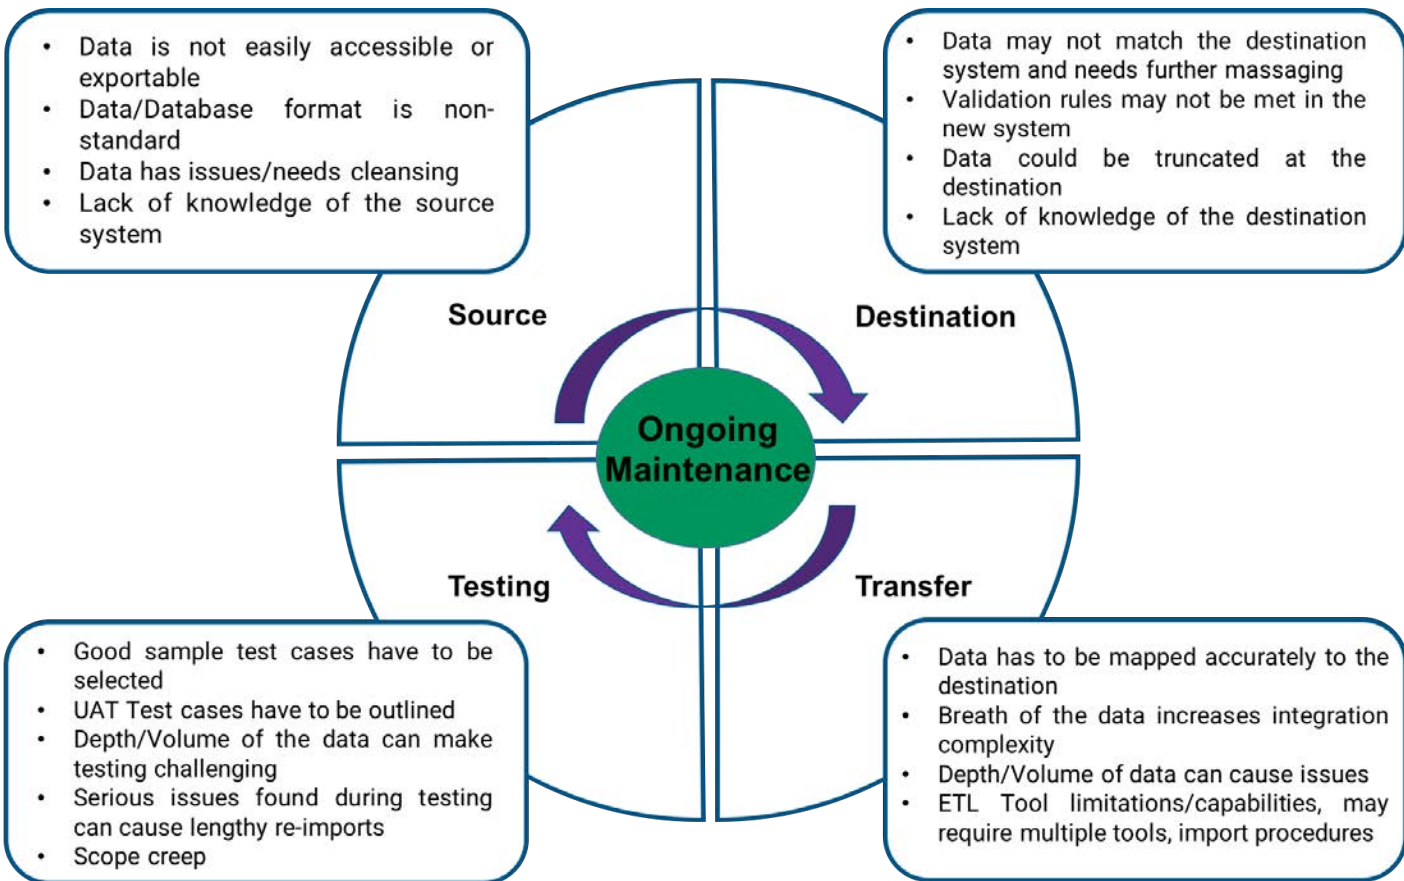 • Data is not easily accessible or
exportable
• Data/Database format is non-
standard
• Data has issues/needs cleansing
• Lack of knowledge of the source
system
• Data may not match the destination
system and needs further massaging
• Validation rules may not be met in the
new system
• Data could be truncated at the
destination
• Lack of knowledge of the destination
system
Source
Destination
Ongoing
Maintenance
Testing
Transfer
• Good sample test cases have to be
selected
• UAT Test cases have to be outlined
• Depth/Volume of the data can make
testing challenging
• Serious issues found during testing
can cause lengthy re-imports
• Scope creep
• Data has to be mapped accurately to the
destination
• Breath of the data increases integration
complexity
• Depth/Volume of data can cause issues
• ETL Tool limitations/capabilities, may
require multiple tools, import procedures